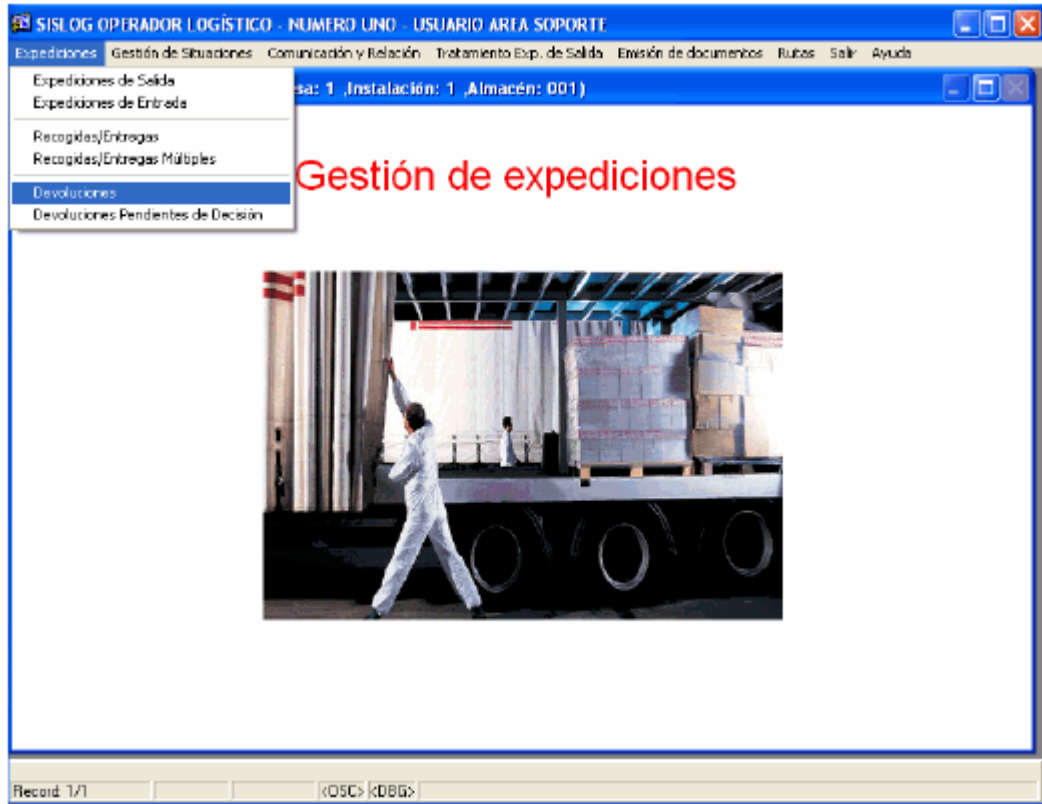 SISLOG OPERADOR LOGÍSTICO - NUMERO UNO - USUARIO AREA SOPORTE
Expediciones Gestión de Situaciones Comunicación y Relación Tratamiento Exp. de Salida Emisión de documentos Rutas Salir Ayuda
Expediciones de Salida
sa: 1 ,Instalación: 1 ,Almacén: 001)
Expediciones de Entrada
Recogidas/Entregas
Recogidas/Entregas Múltiples
Gestión de expediciones
Devoluciones
Devoluciones Pendientes de Decisión
Record: 1/1 <OSC> <DBG>